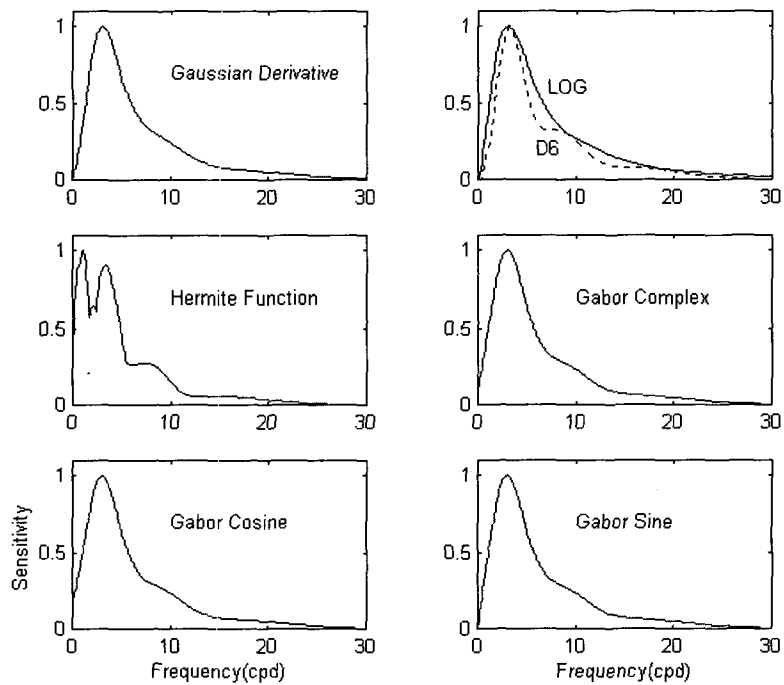 1
Gaussian Derivative
0.5
0
0 10 20 30
1
LOG
0.5
D6
0
0 10 20 30
1
Hermite Function
0.5
0
0 10 20 30
1
Gabor Complex
0.5
0
0 10 20 30
1
Gabor Cosine
0.5
0
0 10 20 30
Sensitivity
Frequency(cpd)
1
Gabor Sine
0.5
0
0 10 20 30
Frequency(cpd)